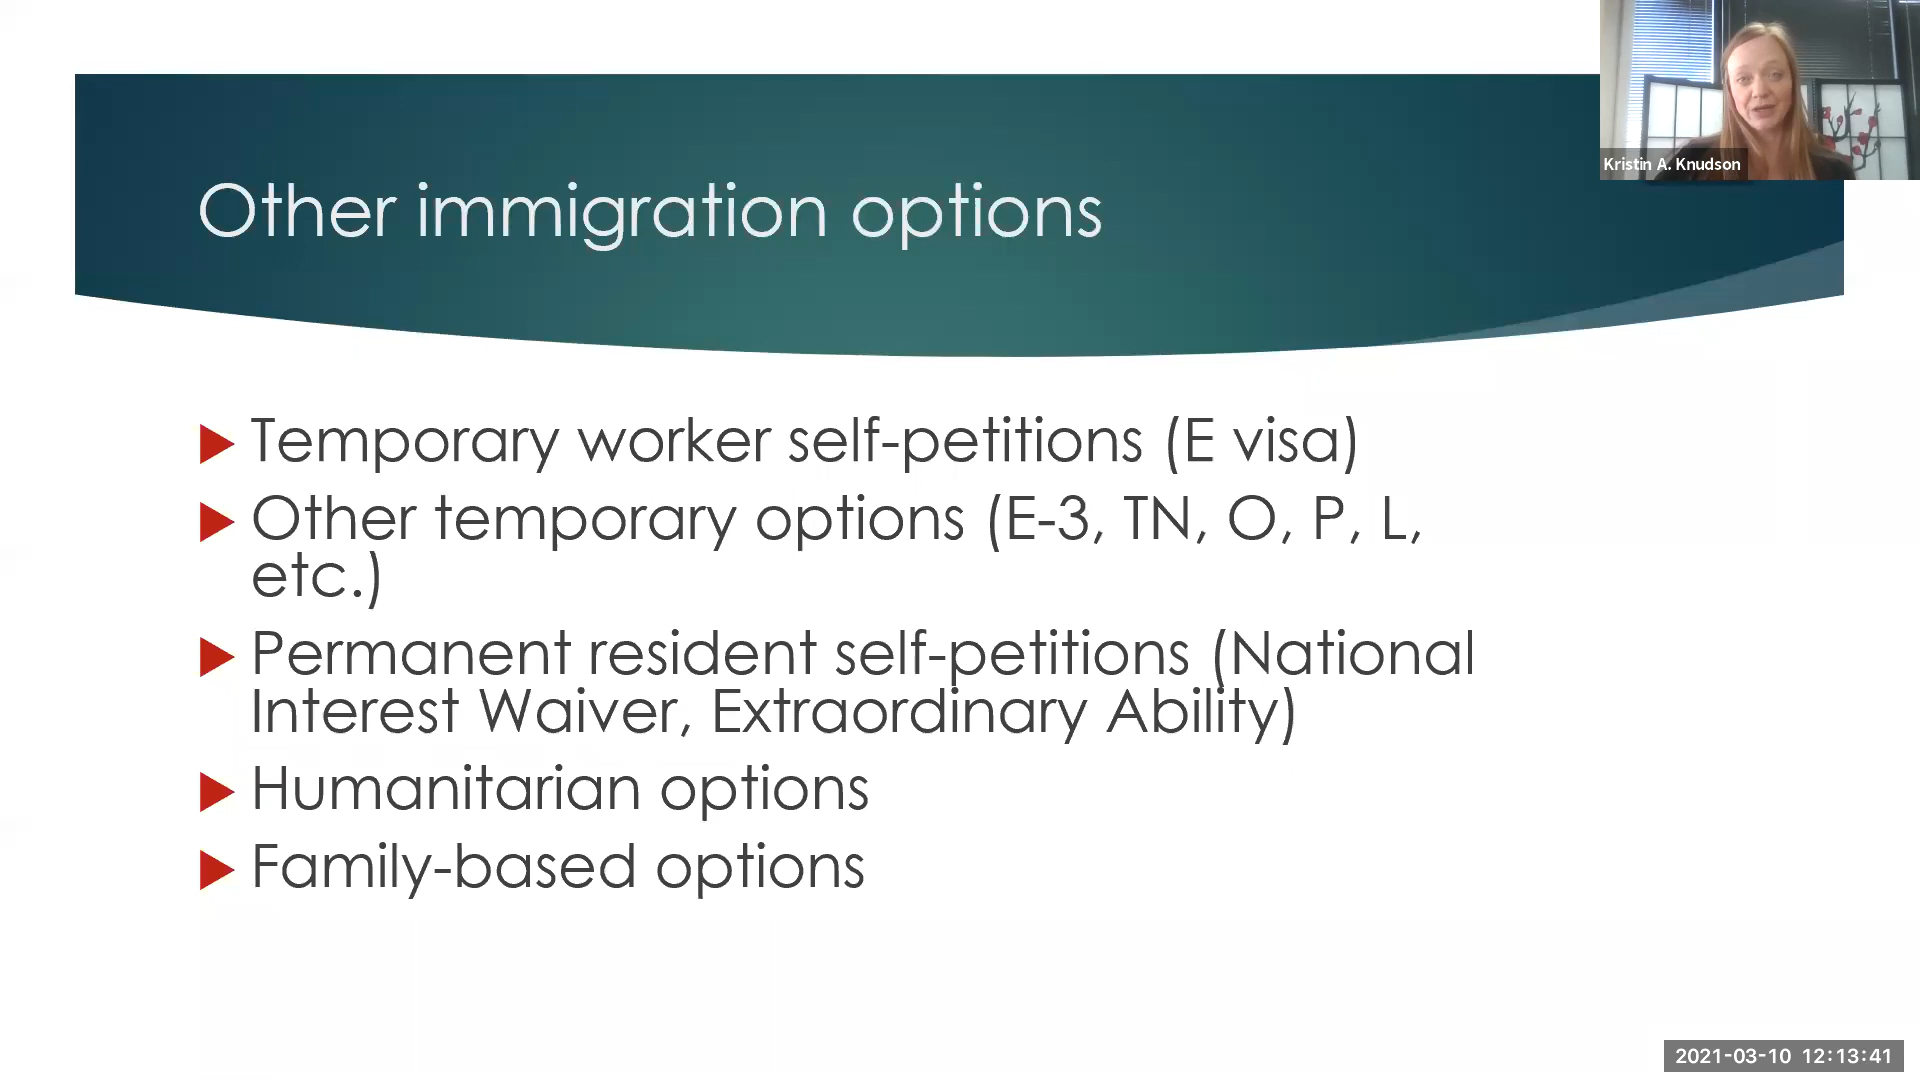 Kristin A. Knudson
Other immigration options
Temporary worker self-petitions (E visa)
Other temporary options (E-3, TN, O, P, L,
etc.)
Permanent resident self-petitions (National
Interest Waiver, Extraordinary Ability)
Humanitarian options
Family-based options
2021-03-10 12:13:41